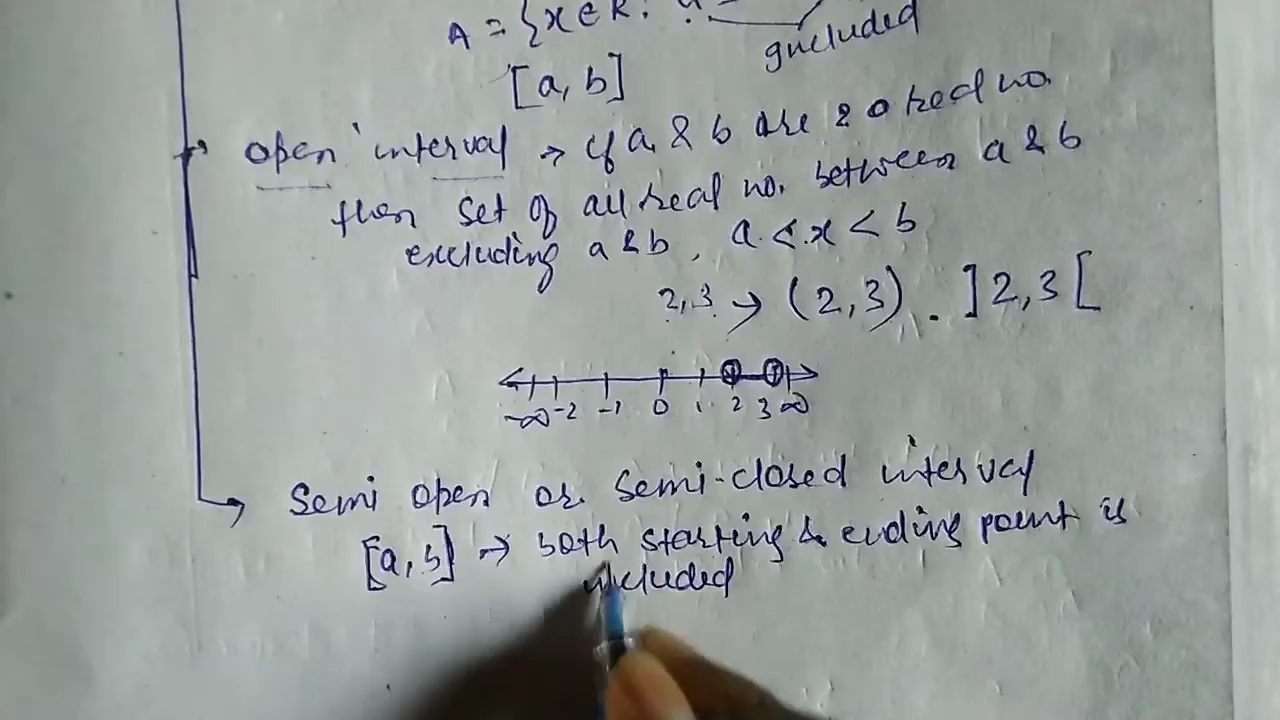 A = {x ∈ R :
included
[a, b]
open interval → if a & b are 2 real no.
then set of all real no. between a & b
excluding a & b, a < x < b
2,3 → (2,3) . ]2,3[
-∞ -2 -1 0 1 2 3 ∞
Semi open or Semi-closed interval
[a, b] → both starting & ending point is
included